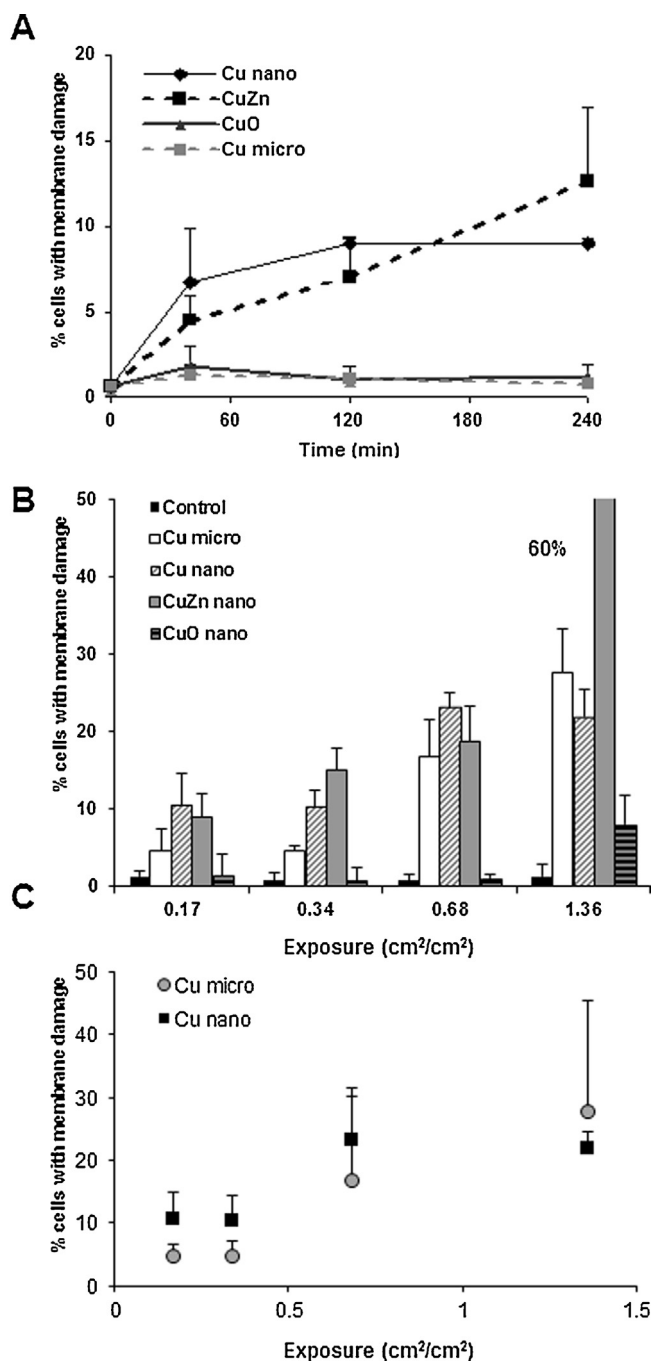 A
% cells with membrane damage
20
15
10
5
0
Cu nano
CuZn
CuO
Cu micro
0 60 120 180 240
Time (min)
B
% cells with membrane damage
50
40
30
20
10
0
Control
Cu micro
Cu nano
CuZn nano
CuO nano
60%
0.17 0.34 0.68 1.36
Exposure (cm²/cm²)
C
% cells with membrane damage
50
40
30
20
10
0
Cu micro
Cu nano
0 0.5 1 1.5
Exposure (cm²/cm²)